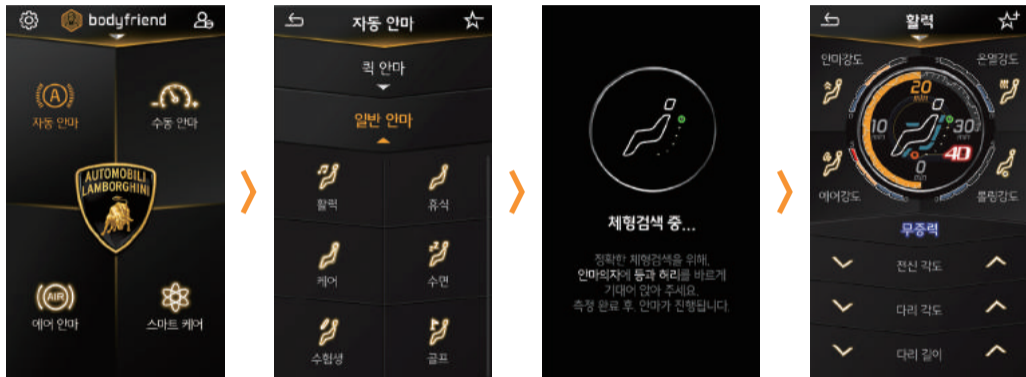 bodyfriend
자동 안마
수동 안마
AUTOMOBILI
LAMBORGHINI
AIR
에어 안마
스마트 케어
자동 안마
퀵 안마
일반 안마
활력
휴식
케어
수면
수험생
골프
체형검색 중...
정확한 체형검색을 위해,
안마의자에 등과 허리를 바르게
기대어 앉아 주세요.
측정 완료 후, 안마가 진행됩니다.
활력
안마강도
온열강도
20
min
10
min
30
min
4D
0
min
에어강도
롤링강도
무중력
전신 각도
다리 각도
다리 길이